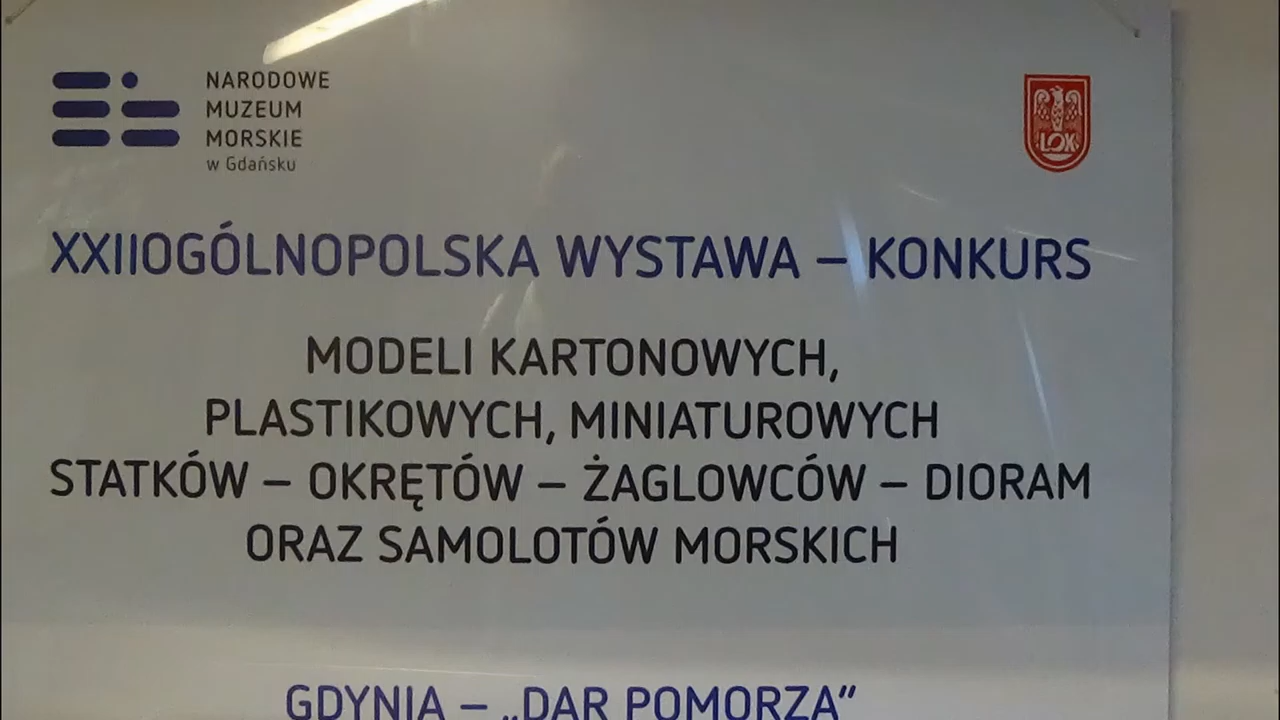 NARODOWE
MUZEUM
MORSKIE
w Gdańsku
LOK
XXIIOGÓLNOPOLSKA WYSTAWA – KONKURS
MODELI KARTONOWYCH,
PLASTIKOWYCH, MINIATUROWYCH
STATKÓW – OKRĘTÓW – ŻAGLOWCÓW – DIORAM
ORAZ SAMOLOTÓW MORSKICH
GDYNIA – „DAR POMORZA”